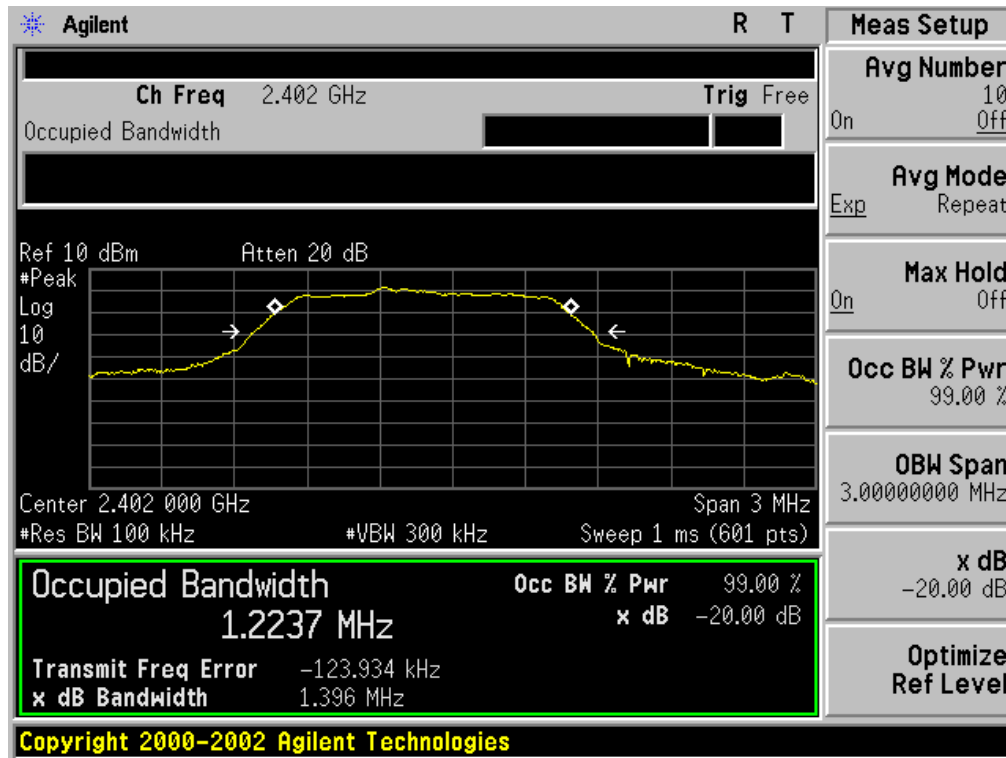 Agilent R T
Ch Freq 2.402 GHz Trig Free
Occupied Bandwidth
Ref 10 dBm Atten 20 dB
#Peak
Log
10
dB/
Center 2.402 000 GHz Span 3 MHz
#Res BW 100 kHz #VBW 300 kHz Sweep 1 ms (601 pts)
Occupied Bandwidth
1.2237 MHz
Occ BW % Pwr 99.00 %
x dB -20.00 dB
Transmit Freq Error -123.934 kHz
x dB Bandwidth 1.396 MHz
Copyright 2000-2002 Agilent Technologies
Meas Setup
Avg Number
10
On Off
Avg Mode
Exp Repeat
Max Hold
On Off
Occ BW % Pwr
99.00 %
OBW Span
3.00000000 MHz
x dB
-20.00 dB
Optimize
Ref Level